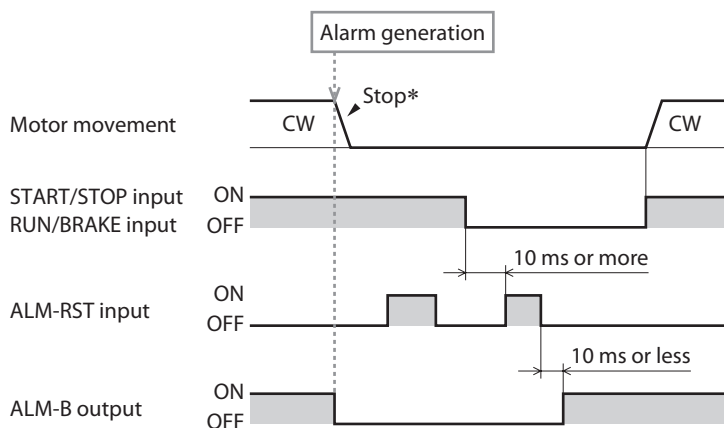 Alarm generation
Stop*
Motor movement
CW
CW
START/STOP input
ON
RUN/BRAKE input
OFF
10 ms or more
ON
ALM-RST input
OFF
10 ms or less
ON
ALM-B output
OFF